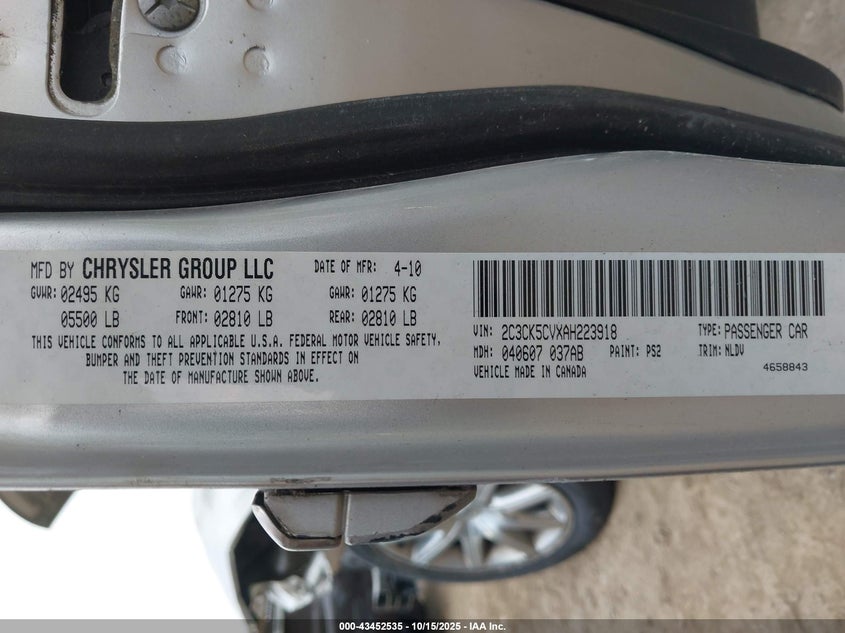 MFD BY CHRYSLER GROUP LLC DATE OF MFR: 4-10
GVWR: 02495 KG GAWR: 01275 KG GAWR: 01275 KG
05500 LB FRONT: 02810 LB REAR: 02810 LB
THIS VEHICLE CONFORMS TO ALL APPLICABLE U.S.A. FEDERAL MOTOR VEHICLE SAFETY,
BUMPER AND THEFT PREVENTION STANDARDS IN EFFECT ON
THE DATE OF MANUFACTURE SHOWN ABOVE.
VIN: 2C3CK5CVXAH223918 TYPE: PASSENGER CAR
MDH: 040607 037AB PAINT: PS2 TRIM: NLDV
VEHICLE MADE IN CANADA 4658843
000-43452535 - 10/15/2025 - IAA Inc.